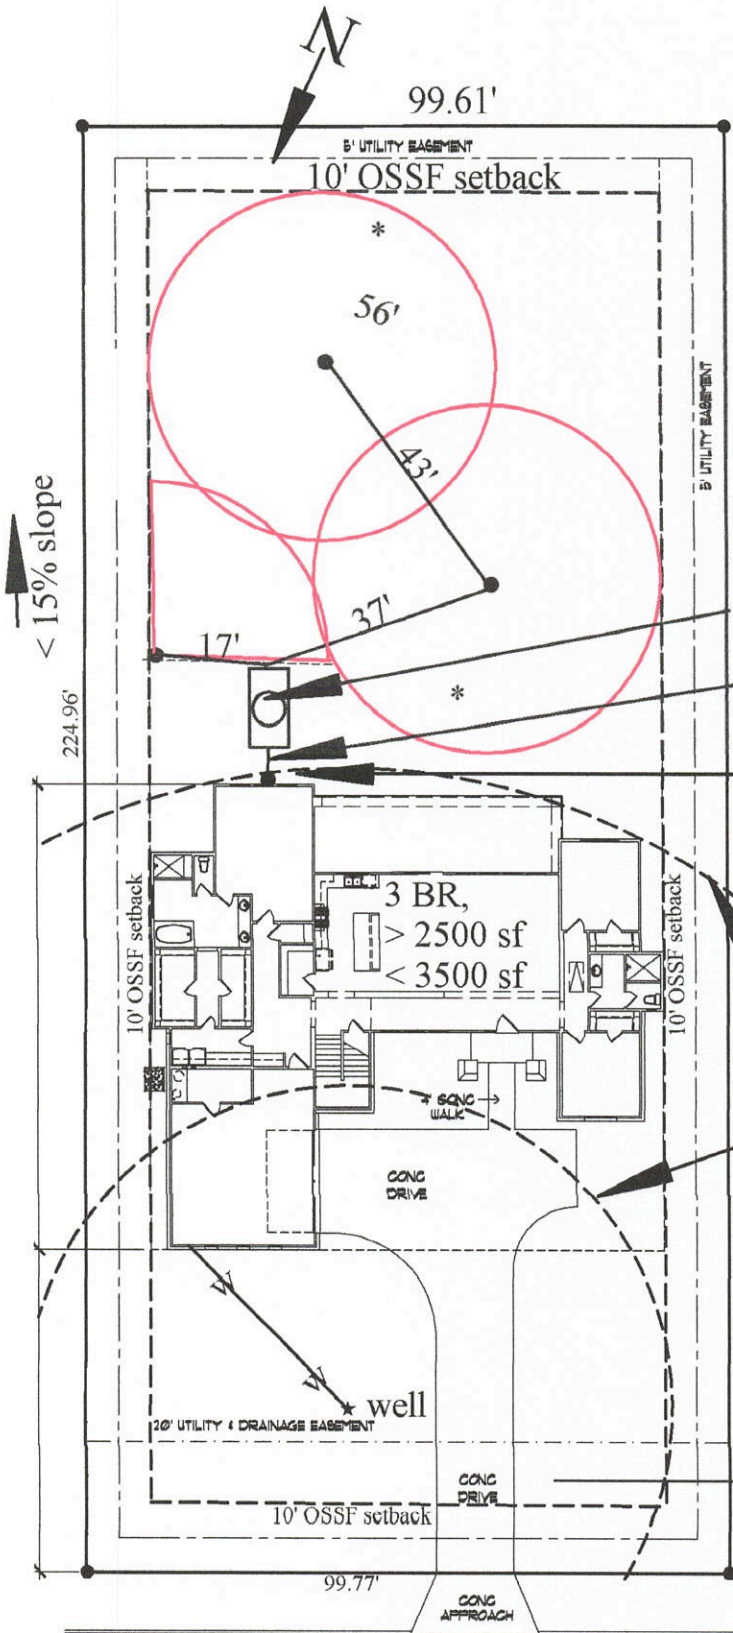 N
99.61'
5' UTILITY EASEMENT
10' OSSF setback
*
56'
5' UTILITY EASEMENT
43'
< 15% slope
37'
17'
224.96'
*
3 BR,
> 2500 sf
< 3500 sf
10' OSSF setback
10' OSSF setback
4' CONC
WALK
CONC
DRIVE
W
W
well
20' UTILITY & DRAINAGE EASEMENT
CONC
DRIVE
10' OSSF setback
99.77'
CONC
APPROACH